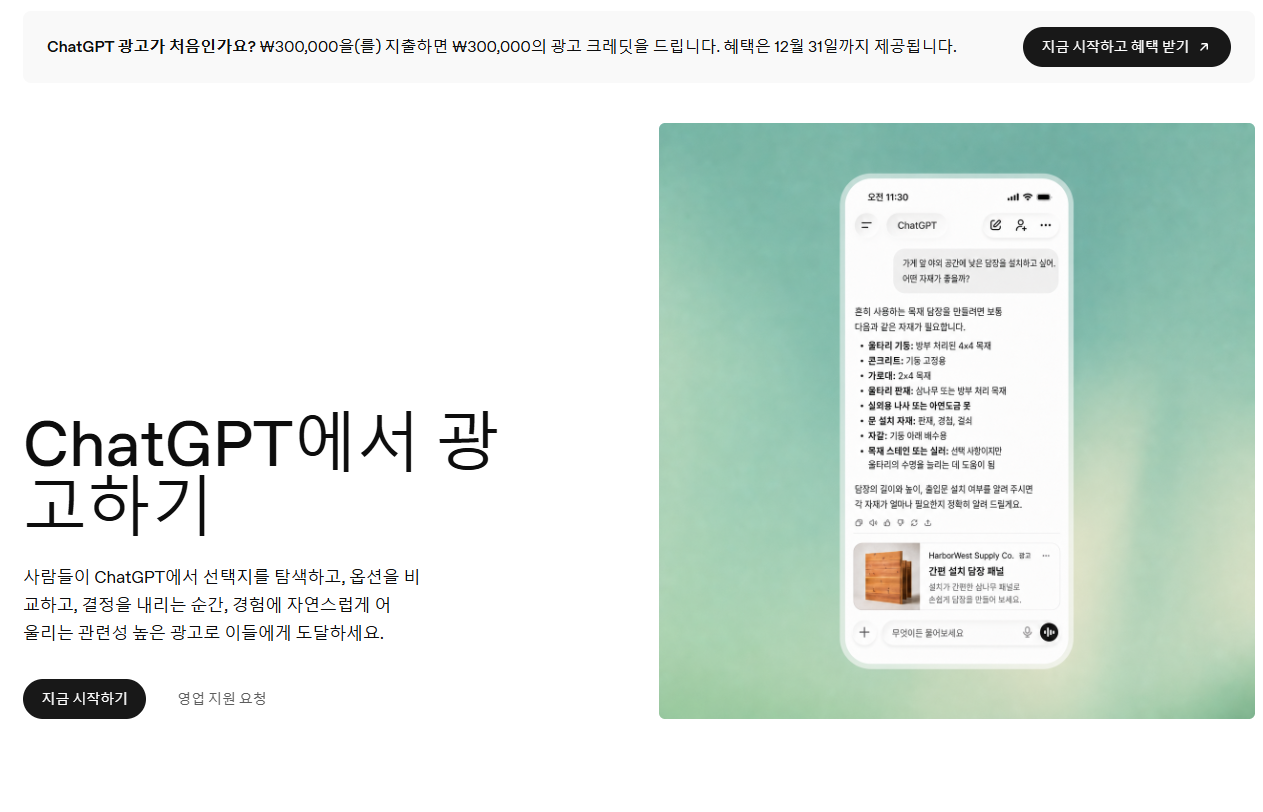 ChatGPT 광고가 처음인가요? ₩300,000을(를) 지출하면 ₩300,000의 광고 크레딧을 드립니다. 혜택은 12월 31일까지 제공됩니다.
지금 시작하고 혜택 받기
ChatGPT에서 광
고하기
사람들이 ChatGPT에서 선택지를 탐색하고, 옵션을 비
교하고, 결정을 내리는 순간, 경험에 자연스럽게 어
울리는 관련성 높은 광고로 이들에게 도달하세요.
지금 시작하기
영업 지원 요청
오전 11:30
ChatGPT
가게 앞 야외 공간에 낮은 담장을 설치하고 싶어.
어떤 자재가 좋을까?
흔히 사용하는 목재 담장을 만들려면 보통
다음과 같은 자재가 필요합니다.
• 울타리 기둥: 방부 처리된 4x4 목재
• 콘크리트: 기둥 고정용
• 가로대: 2x4 목재
• 울타리 판재: 삼나무 또는 방부 처리 목재
• 실외용 나사 또는 아연도금 못
• 문 설치 자재: 판재, 경첩, 걸쇠
• 자갈: 기둥 아래 배수용
• 목재 스테인 또는 실러: 선택 사항이지만
울타리의 수명을 늘리는 데 도움이 됨
담장의 길이와 높이, 출입문 설치 여부를 알려 주시면
각 자재가 얼마나 필요한지 정확히 알려 드릴게요.
HarborWest Supply Co. 광고
간편 설치 담장 패널
설치가 간편한 삼나무 패널로
손쉽게 담장을 만들어 보세요.
무엇이든 물어보세요